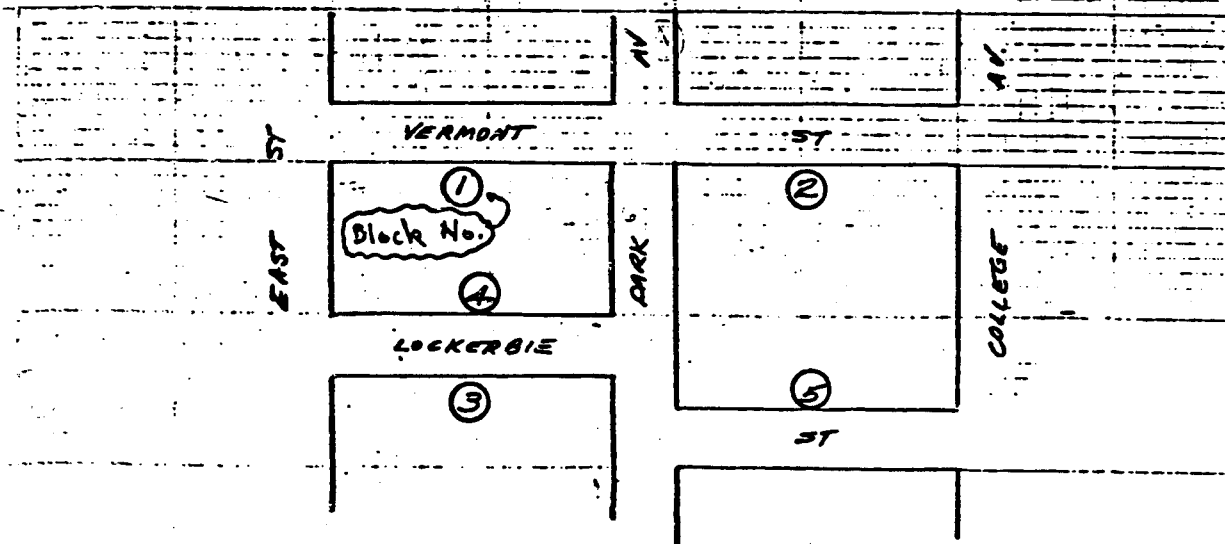 AV
AV
VERMONT ST
ST
1
2
Block No.
EAST
PARK
COLLEGE
4
LOCKERBIE
5
3
ST